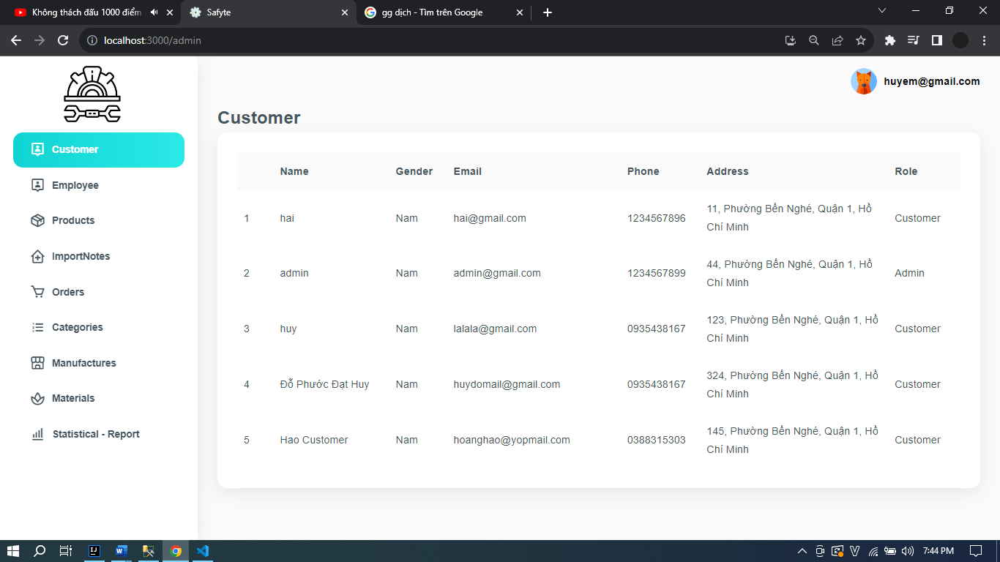 Không thách đấu 1000 điểm
Safyte
gg dịch - Tìm trên Google
localhost:3000/admin
huyem@gmail.com
Customer
Customer
Employee
Products
ImportNotes
Orders
Categories
Manufactures
Materials
Statistical - Report
Name Gender Email Phone Address Role
1 hai Nam hai@gmail.com 1234567896 11, Phường Bến Nghé, Quận 1, Hồ
Chí Minh Customer
2 admin Nam admin@gmail.com 1234567899 44, Phường Bến Nghé, Quận 1, Hồ
Chí Minh Admin
3 huy Nam lalala@gmail.com 0935438167 123, Phường Bến Nghé, Quận 1, Hồ
Chí Minh Customer
4 Đỗ Phước Đạt Huy Nam huydomail@gmail.com 0935438167 324, Phường Bến Nghé, Quận 1, Hồ
Chí Minh Customer
5 Hao Customer Nam hoanghao@yopmail.com 0388315303 145, Phường Bến Nghé, Quận 1, Hồ
Chí Minh Customer
7:44 PM